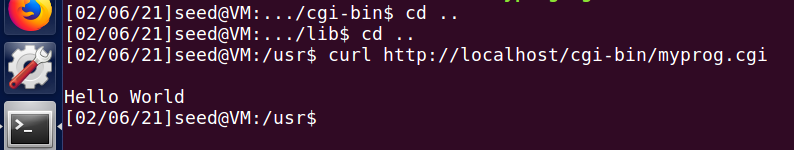 [02/06/21]seed@VM:.../cgi-bin$ cd ..
[02/06/21]seed@VM:.../lib$ cd ..
[02/06/21]seed@VM:/usr$ curl http://localhost/cgi-bin/myprog.cgi
Hello World
[02/06/21]seed@VM:/usr$